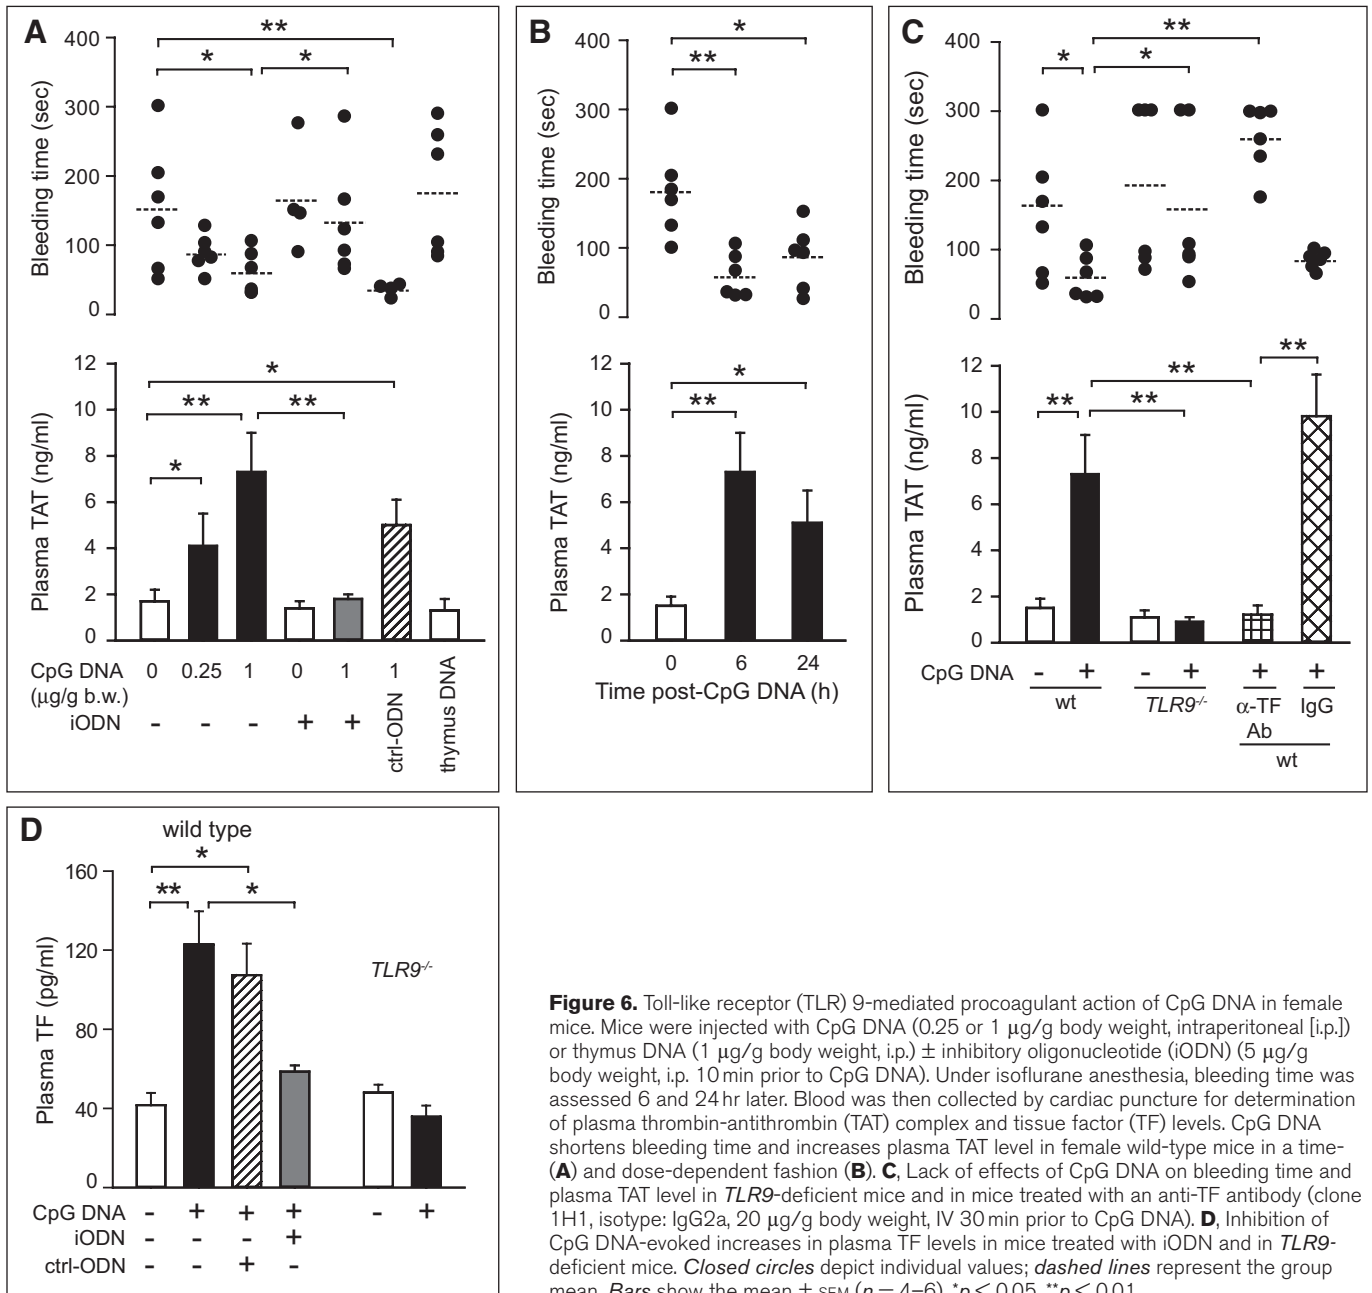 A
B
C
400
300
200
100
0
Bleeding time (sec)
**
*
*
12
10
8
6
4
2
0
Plasma TAT (ng/ml)
*
**
**
*
CpG DNA 0 0.25 1 0 1 1
(μg/g b.w.)
iODN - - - + +
ctrl-ODN
thymus DNA
400
300
200
100
0
Bleeding time (sec)
*
**
12
10
8
6
4
2
0
Plasma TAT (ng/ml)
*
**
0 6 24
Time post-CpG DNA (h)
400
300
200
100
0
Bleeding time (sec)
**
*
*
12
10
8
6
4
2
0
Plasma TAT (ng/ml)
**
**
**
**
CpG DNA - + - + + +
wt TLR9-/- α-TF IgG
Ab
wt
D
wild type
160
120
80
40
0
Plasma TF (pg/ml)
*
**
*
TLR9-/-
CpG DNA - + + + - +
iODN - - - +
ctrl-ODN - - + -
Figure 6. Toll-like receptor (TLR) 9-mediated procoagulant action of CpG DNA in female
mice. Mice were injected with CpG DNA (0.25 or 1 μg/g body weight, intraperitoneal [i.p.])
or thymus DNA (1 μg/g body weight, i.p.) ± inhibitory oligonucleotide (iODN) (5 μg/g
body weight, i.p. 10 min prior to CpG DNA). Under isoflurane anesthesia, bleeding time was
assessed 6 and 24 hr later. Blood was then collected by cardiac puncture for determination
of plasma thrombin-antithrombin (TAT) complex and tissue factor (TF) levels. CpG DNA
shortens bleeding time and increases plasma TAT level in female wild-type mice in a time-
(A) and dose-dependent fashion (B). C, Lack of effects of CpG DNA on bleeding time and
plasma TAT level in TLR9-deficient mice and in mice treated with an anti-TF antibody (clone
1H1, isotype: IgG2a, 20 μg/g body weight, IV 30 min prior to CpG DNA). D, Inhibition of
CpG DNA-evoked increases in plasma TF levels in mice treated with iODN and in TLR9-
deficient mice. Closed circles depict individual values; dashed lines represent the group
mean. Bars show the mean ± SEM (n = 4–6). *p < 0.05, **p < 0.01